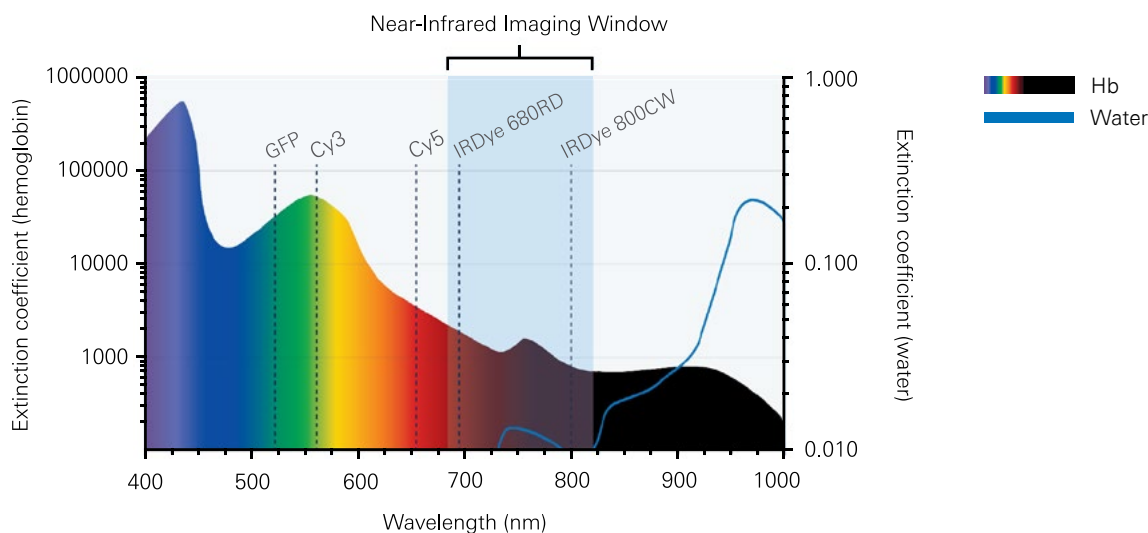 Near-Infrared Imaging Window
Extinction coefficient (hemoglobin)
1000000
100000
10000
1000
GFP
Cy3
Cy5
IRDye 680RD
IRDye 800CW
1.000
0.100
0.010
Extinction coefficient (water)
Hb
Water
400 500 600 700 800 900 1000
Wavelength (nm)